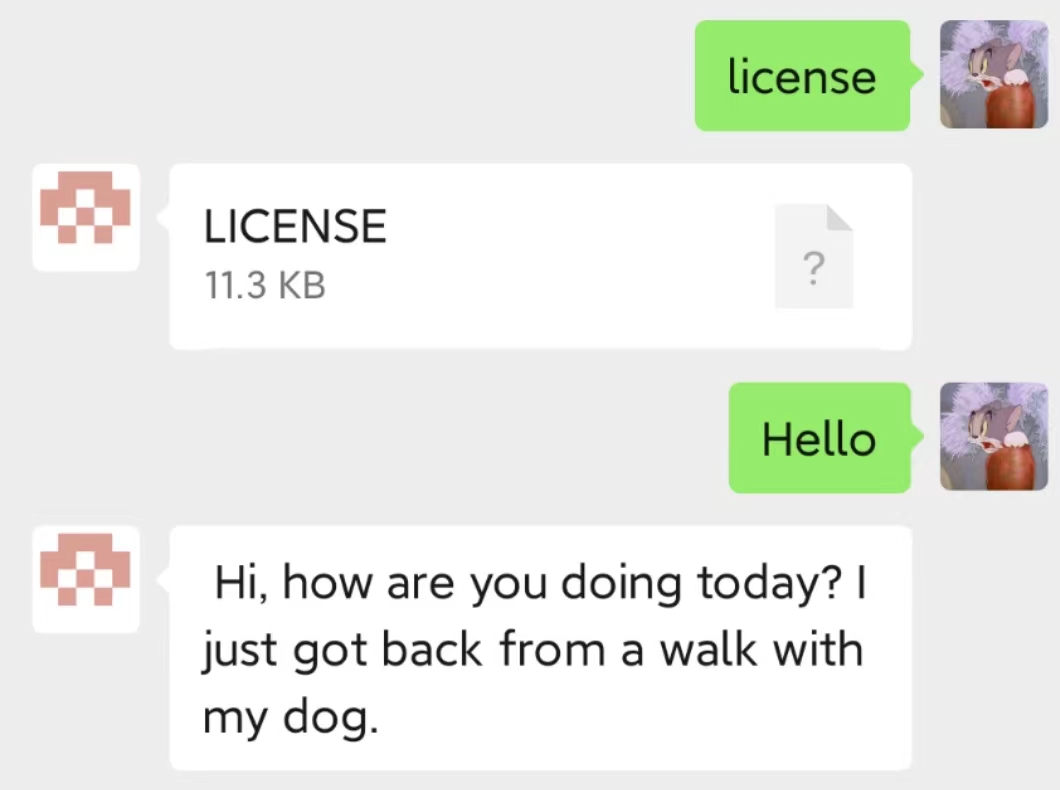 license
LICENSE
11.3 KB
?
Hello
Hi, how are you doing today? I
just got back from a walk with
my dog.